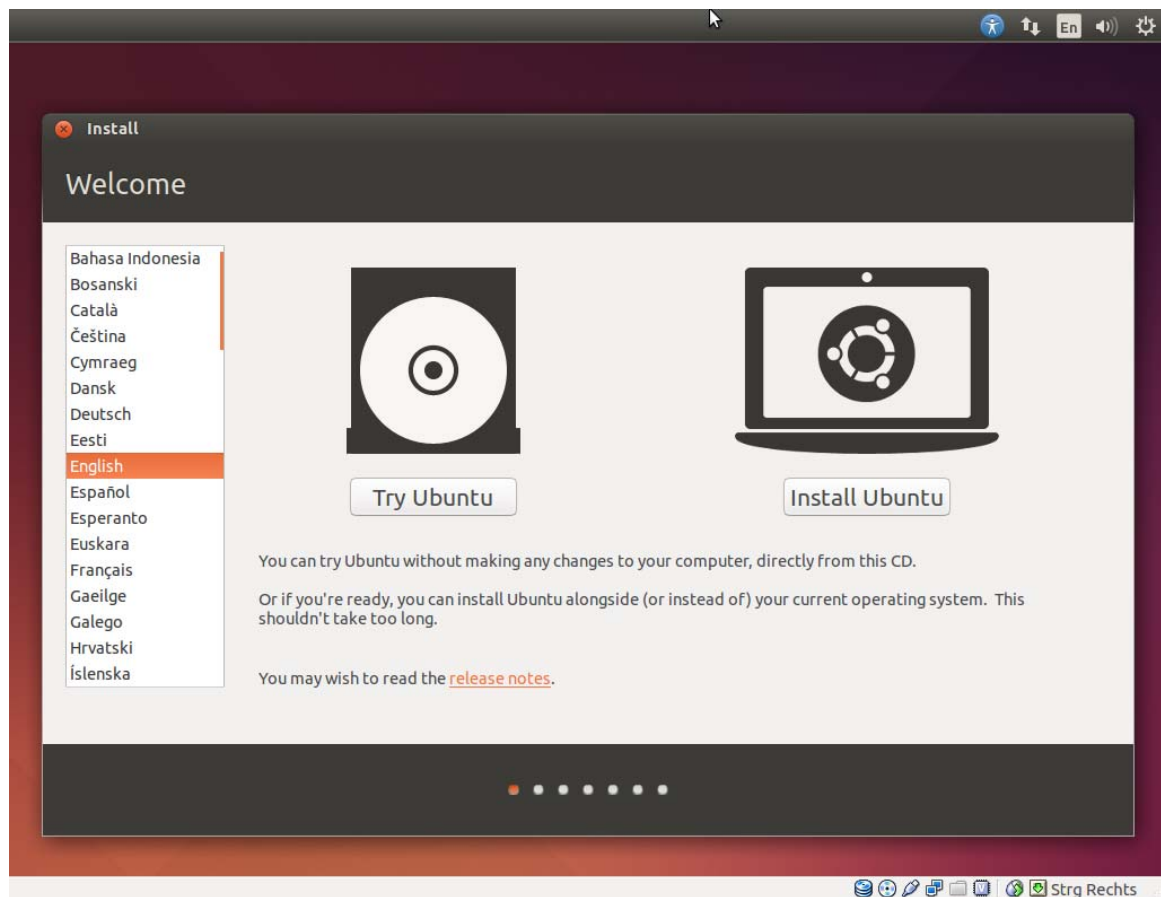 En
Install
Welcome
Bahasa Indonesia
Bosanski
Català
Čeština
Cymraeg
Dansk
Deutsch
Eesti
English
Español
Esperanto
Euskara
Français
Gaeilge
Galego
Hrvatski
Íslenska
Try Ubuntu
Install Ubuntu
You can try Ubuntu without making any changes to your computer, directly from this CD.
Or if you're ready, you can install Ubuntu alongside (or instead of) your current operating system. This
shouldn't take too long.
You may wish to read the release notes.
Strg Rechts